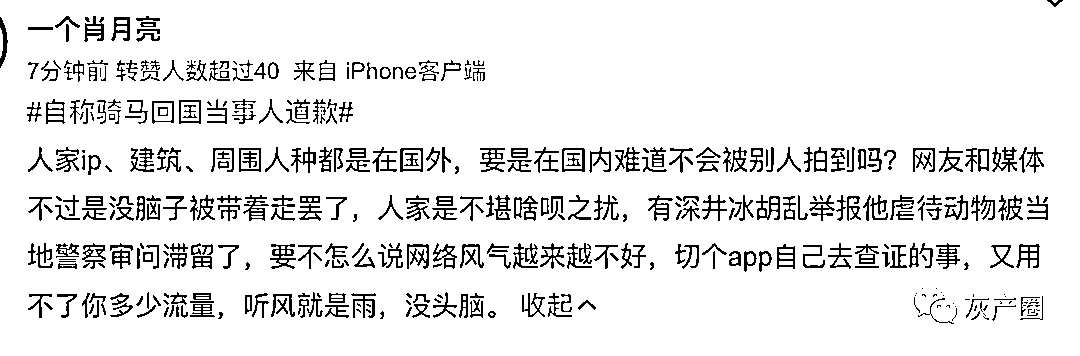 一个肖月亮
7分钟前 转赞人数超过40 来自 iPhone客户端
#自称骑马回国当事人道歉#
人家ip、建筑、周围人种都是在国外，要是在国内难道不会被别人拍到吗？网友和媒体
不过是没脑子被带着走罢了，人家是不堪啥呗之扰，有深井冰胡乱举报他虐待动物被当
地警察审问滞留了，要不怎么说网络风气越来越不好，切个app自己去查证的事，又用
不了你多少流量，听风就是雨，没头脑。 收起
灰产圈